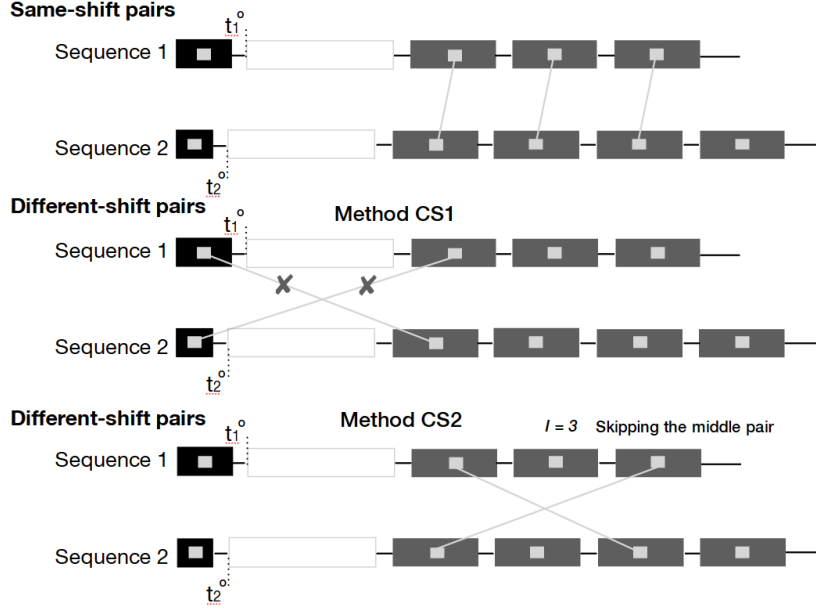 Same-shift pairs
t1°
Sequence 1
Sequence 2
t2°
Different-shift pairs
Method CS1
t1°
Sequence 1
Sequence 2
t2°
Different-shift pairs
Method CS2
l = 3 Skipping the middle pair
t1°
Sequence 1
Sequence 2
t2°